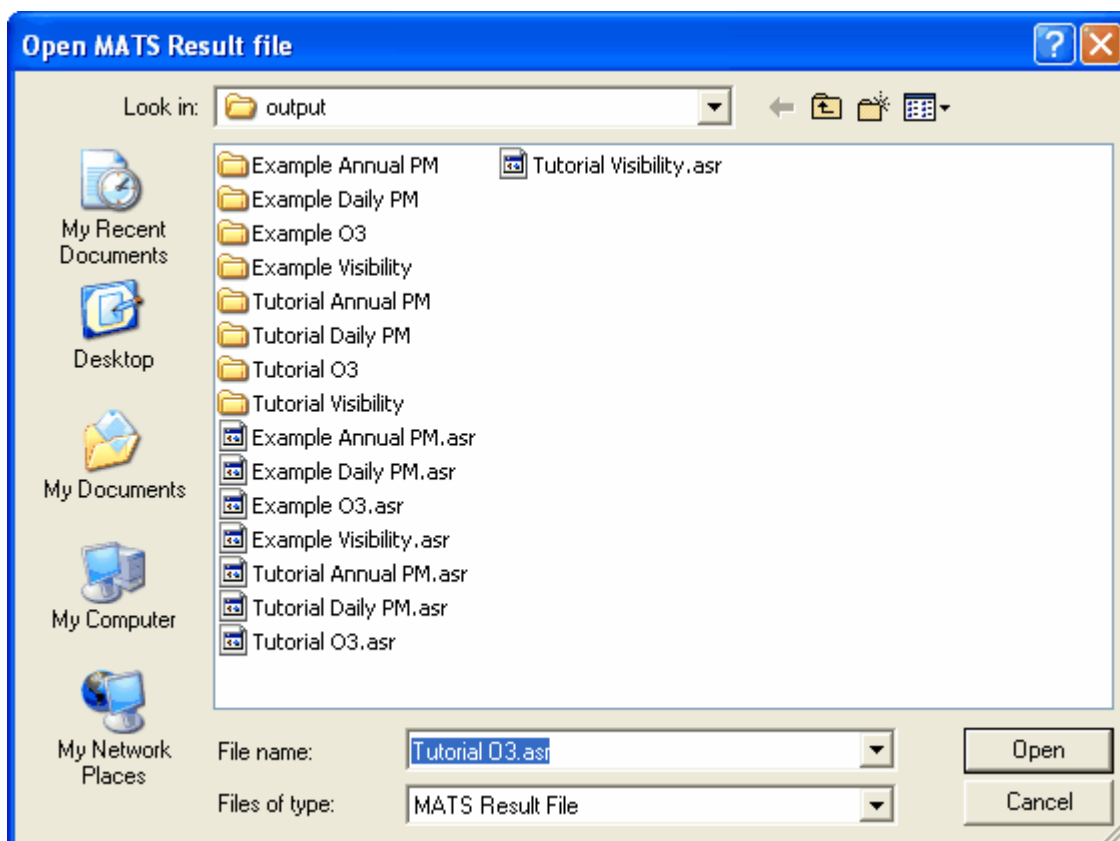 Open MATS Result file
Look in:
output
My Recent
Documents
Desktop
My Documents
My Computer
My Network
Places
Example Annual PM
Example Daily PM
Example O3
Example Visibility
Tutorial Annual PM
Tutorial Daily PM
Tutorial O3
Tutorial Visibility
Example Annual PM.asr
Example Daily PM.asr
Example O3.asr
Example Visibility.asr
Tutorial Annual PM.asr
Tutorial Daily PM.asr
Tutorial O3.asr
Tutorial Visibility.asr
File name:
Tutorial O3.asr
Open
Files of type:
MATS Result File
Cancel